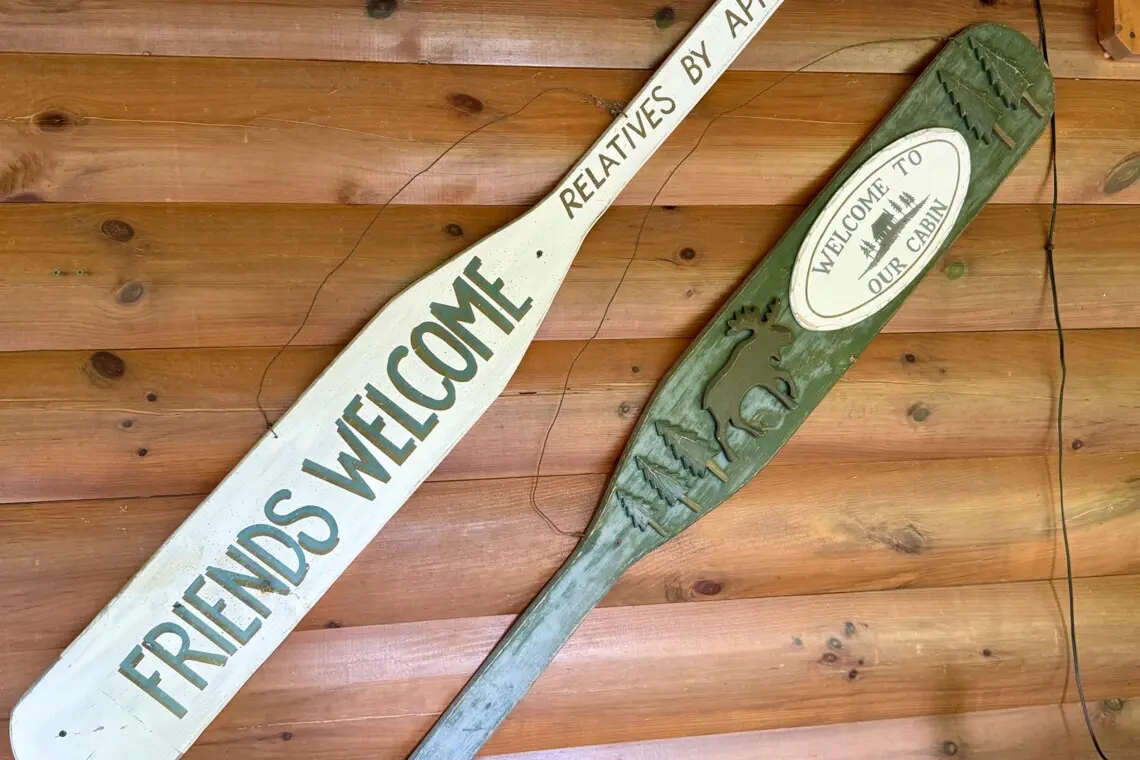 FRIENDS WELCOME
RELATIVES BY
WELCOME TO
OUR CABIN